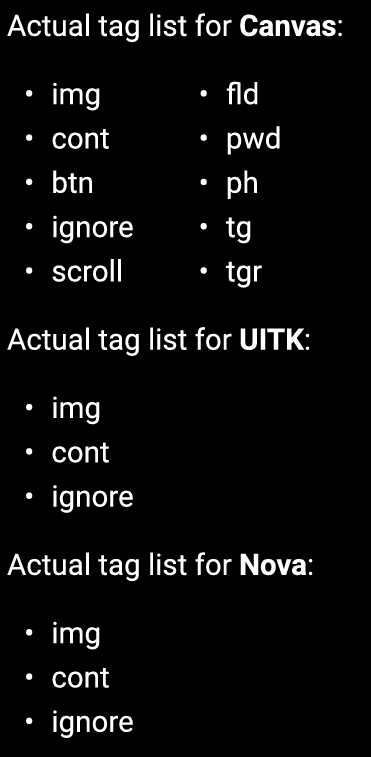 Actual tag list for Canvas:
• img
• cont
• btn
• ignore
• scroll
• fld
• pwd
• ph
• tg
• tgr
Actual tag list for UITK:
• img
• cont
• ignore
Actual tag list for Nova:
• img
• cont
• ignore